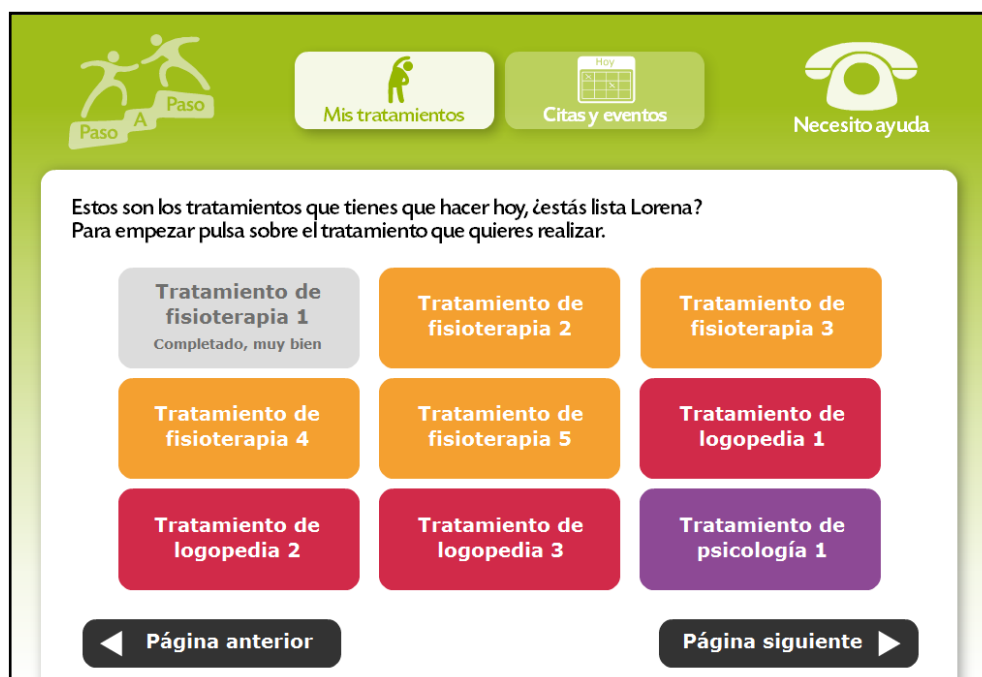 Paso A Paso
Hoy
Mis tratamientos
Citas y eventos
Necesito ayuda
Estos son los tratamientos que tienes que hacer hoy, ¿estás lista Lorena?
Para empezar pulsa sobre el tratamiento que quieres realizar.
Tratamiento de
fisioterapia 1
Completado, muy bien
Tratamiento de
fisioterapia 2
Tratamiento de
fisioterapia 3
Tratamiento de
fisioterapia 4
Tratamiento de
fisioterapia 5
Tratamiento de
logopedia 1
Tratamiento de
logopedia 2
Tratamiento de
logopedia 3
Tratamiento de
psicología 1
Página anterior
Página siguiente